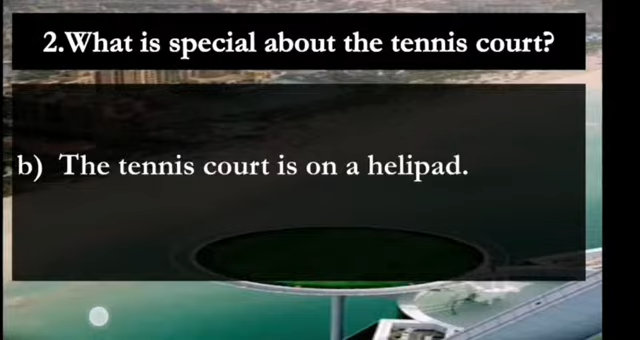 2.What is special about the tennis court?
b) The tennis court is on a helipad.